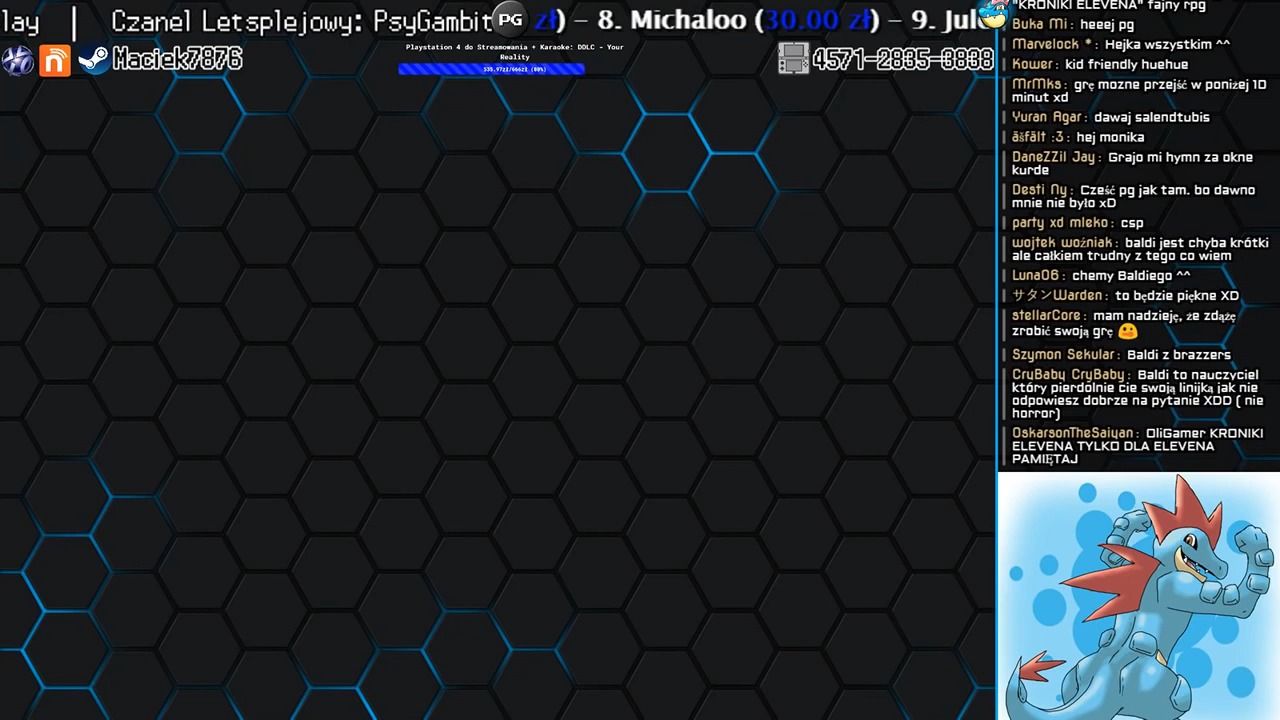 lay | Czanel Letsplejowy: PsyGambit PG zł) – 8. Michaloo (30.00 zł) – 9. Jul
Maciek7876
Playstation 4 do Streamowania + Karaoke: DDLC - Your
Reality
4571-2835-3838
"KRONIKI ELEVENA" fajny rpg
Buka Mi: heeej pg
Marvelock *: Hejka wszystkim ^^
Kower: kid friendly huehue
MrMks: grę mozne przejść w poniżej 10
minut xd
Yuran Agar: dawaj salendtubis
ăšfălt :3: hej monika
DaneZZil Jay: Grajo mi hymn za okne
kurde
Desti Ny: Cześć pg jak tam. bo dawno
mnie nie było xD
party xd mleko: csp
wojtek woźniak: baldi jest chyba krótki
ale całkiem trudny z tego co wiem
Luna06: chemy Baldiego ^^
サタンWarden: to będzie piękne XD
stellarCore: mam nadzieję, że zdążę
zrobić swoją grę
Szymon Sekular: Baldi z brazzers
CryBaby CryBaby: Baldi to nauczyciel
który pierdolnie cie swoją linijką jak nie
odpowiesz dobrze na pytanie XDD ( nie
horror)
OskarsonTheSaiyan: OliGamer KRONIKI
ELEVENA TYLKO DLA ELEVENA
PAMIĘTAJ